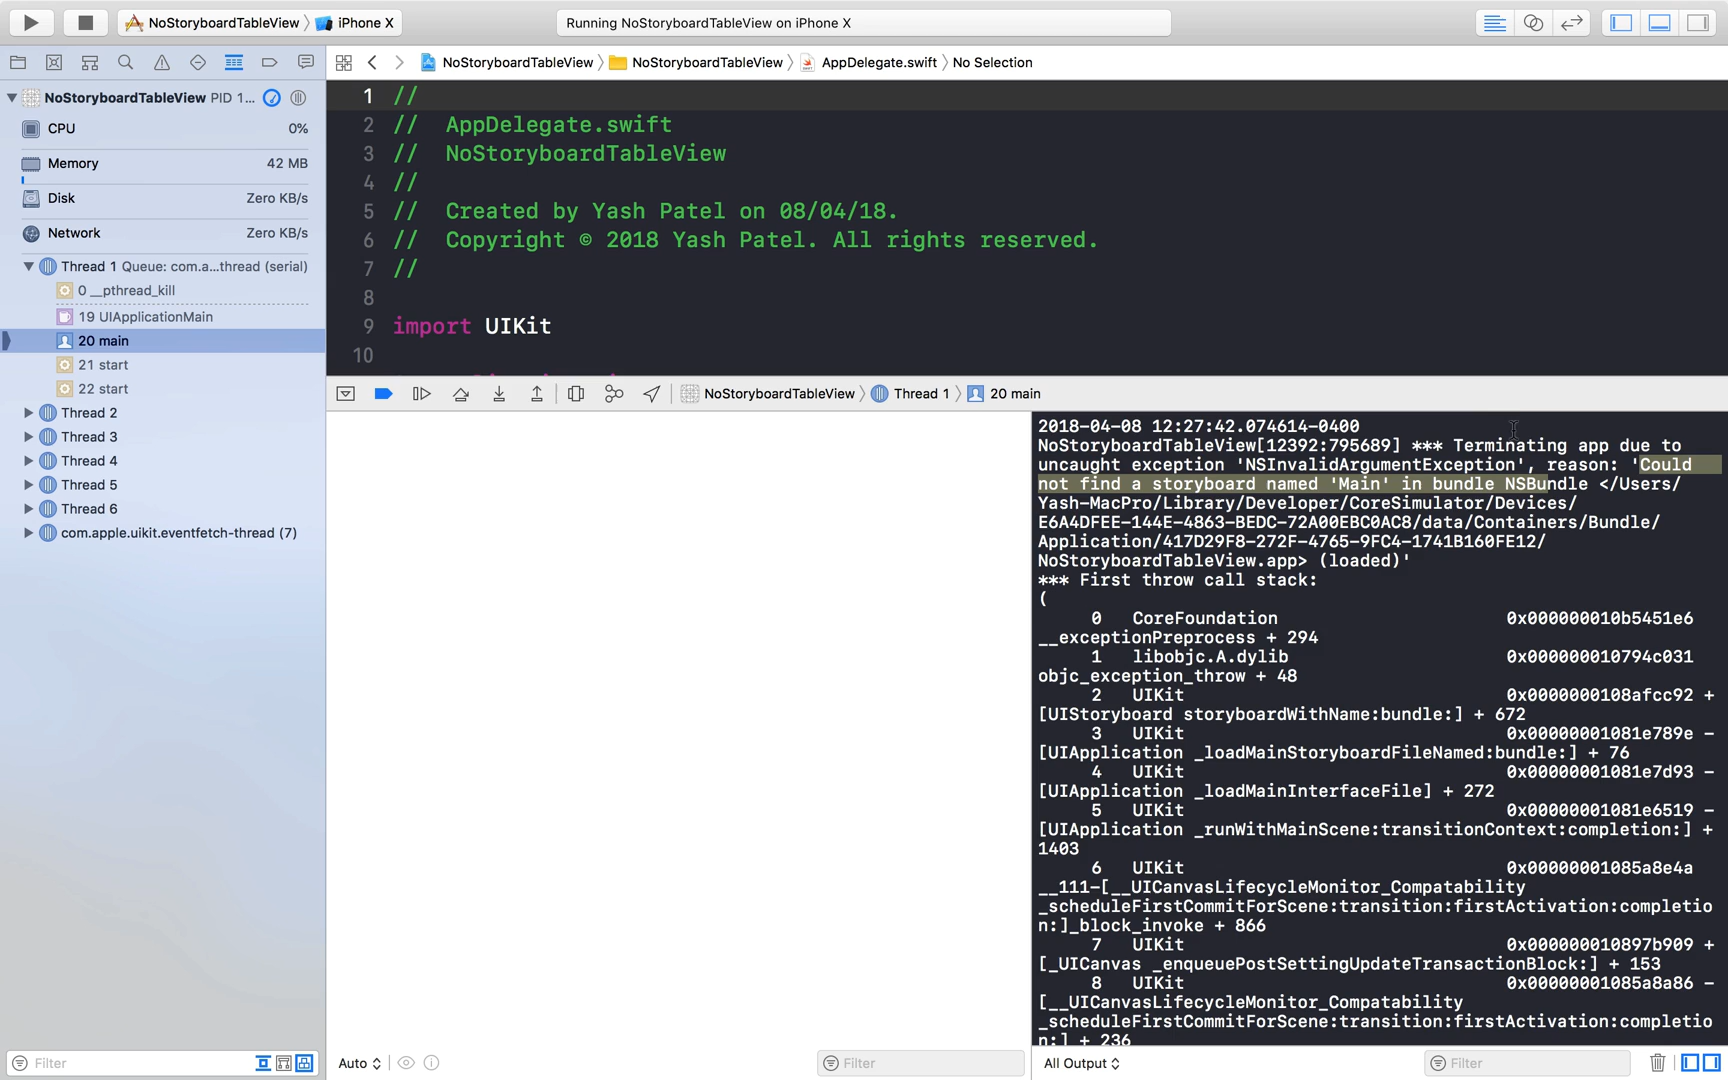 NoStoryboardTableView 〉 iPhone X
Running NoStoryboardTableView on iPhone X
NoStoryboardTableView 〉 NoStoryboardTableView 〉 AppDelegate.swift 〉 No Selection
NoStoryboardTableView PID 1...
CPU 0%
Memory 42 MB
Disk Zero KB/s
Network Zero KB/s
Thread 1 Queue: com.a...thread (serial)
0 __pthread_kill
19 UIApplicationMain
20 main
21 start
22 start
Thread 2
Thread 3
Thread 4
Thread 5
Thread 6
com.apple.uikit.eventfetch-thread (7)
Filter
1 //
2 //  AppDelegate.swift
3 //  NoStoryboardTableView
4 //
5 //  Created by Yash Patel on 08/04/18.
6 //  Copyright © 2018 Yash Patel. All rights reserved.
7 //
8
9 import UIKit
10
NoStoryboardTableView 〉 Thread 1 〉 20 main
2018-04-08 12:27:42.074614-0400
NoStoryboardTableView[12392:795689] *** Terminating app due to
uncaught exception 'NSInvalidArgumentException', reason: 'Could
not find a storyboard named 'Main' in bundle NSBundle </Users/
Yash-MacPro/Library/Developer/CoreSimulator/Devices/
E6A4DFEE-144E-4863-BEDC-72A00EBC0AC8/data/Containers/Bundle/
Application/417D29F8-272F-4765-9FC4-1741B160FE12/
NoStoryboardTableView.app> (loaded)'
*** First throw call stack:
(
0 CoreFoundation 0x000000010b5451e6
__exceptionPreprocess + 294
1 libobjc.A.dylib 0x000000010794c031
objc_exception_throw + 48
2 UIKit 0x0000000108afcc92 +
[UIStoryboard storyboardWithName:bundle:] + 672
3 UIKit 0x00000001081e789e -
[UIApplication _loadMainStoryboardFileNamed:bundle:] + 76
4 UIKit 0x00000001081e7d93 -
[UIApplication _loadMainInterfaceFile] + 272
5 UIKit 0x00000001081e6519 -
[UIApplication _runWithMainScene:transitionContext:completion:] +
1403
6 UIKit 0x00000001085a8e4a
__111-[__UICanvasLifecycleMonitor_Compatability
_scheduleFirstCommitForScene:transition:firstActivation:completio
n:]_block_invoke + 866
7 UIKit 0x000000010897b909 +
[_UICanvas _enqueuePostSettingUpdateTransactionBlock:] + 153
8 UIKit 0x00000001085a8a86 -
[__UICanvasLifecycleMonitor_Compatability
_scheduleFirstCommitForScene:transition:firstActivation:completio
n:] + 236
Auto
Filter
All Output
Filter